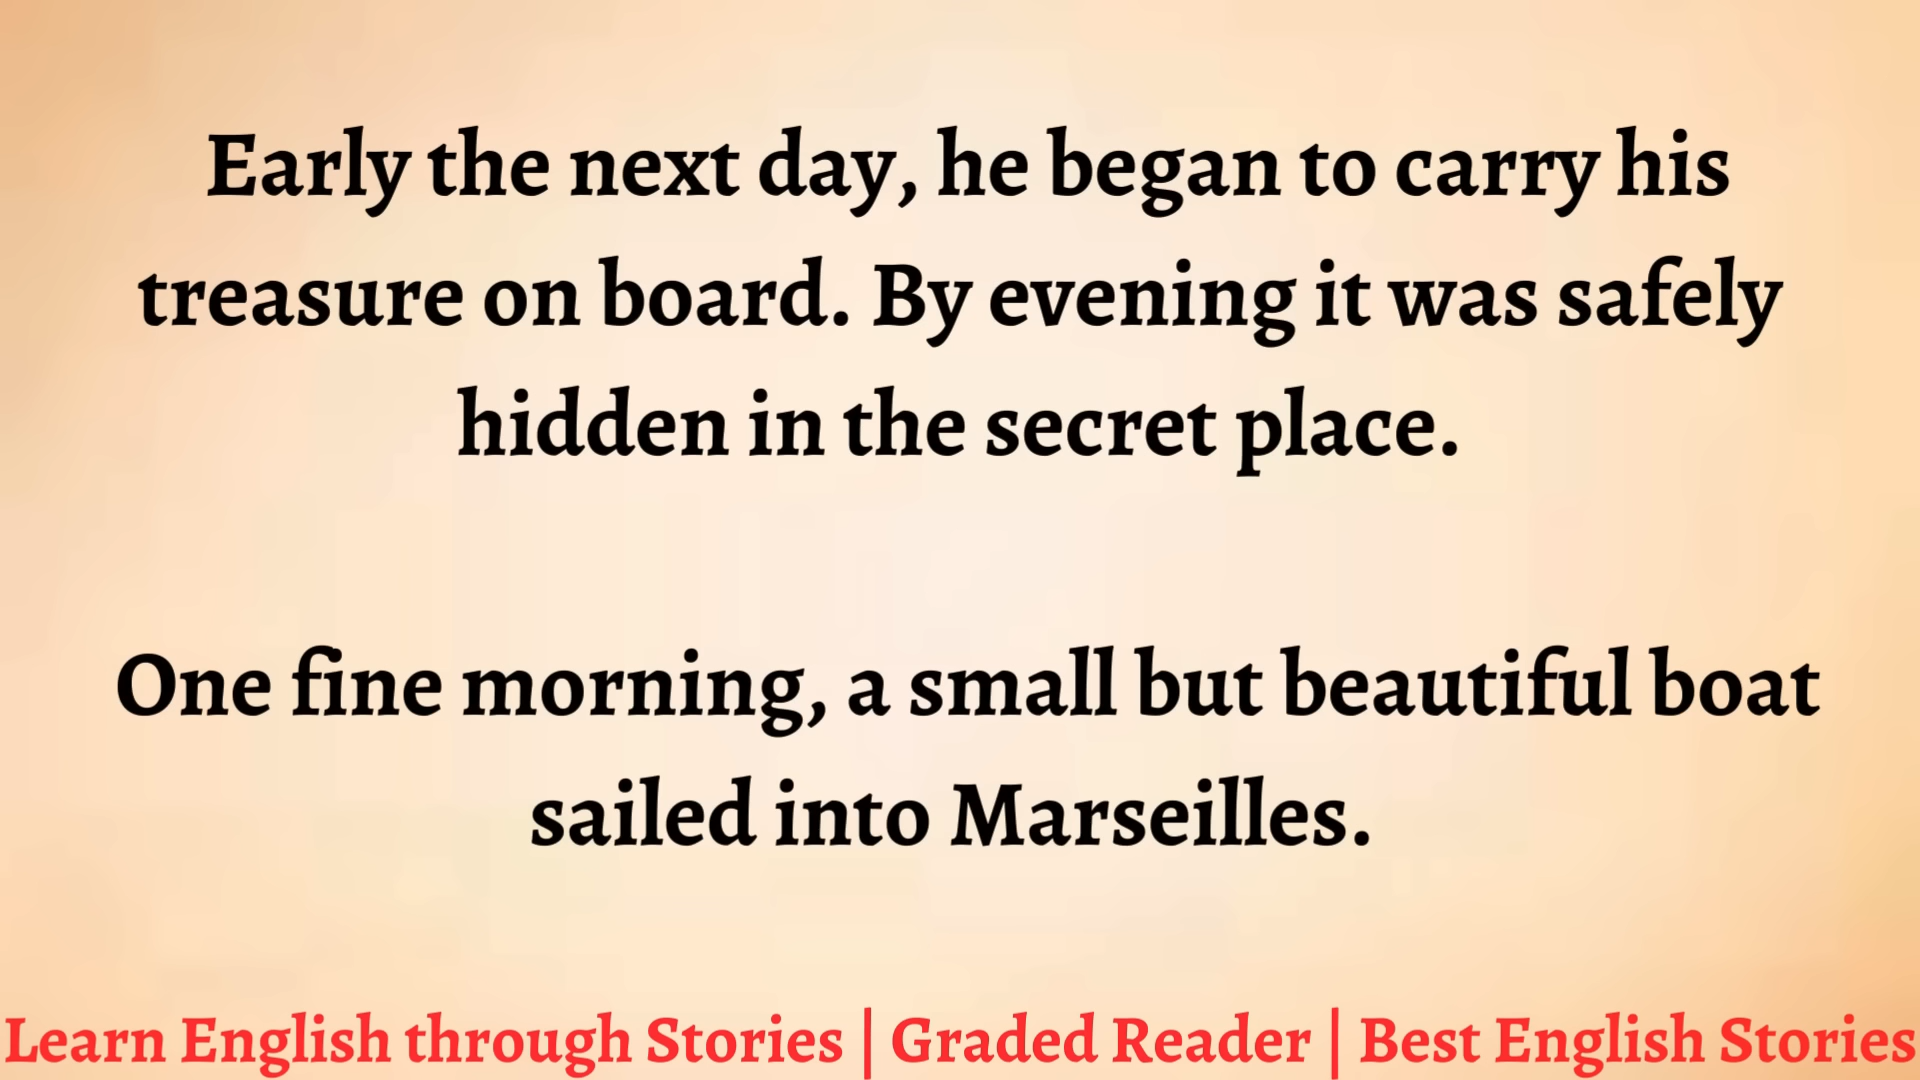 Early the next day, he began to carry his
treasure on board. By evening it was safely
hidden in the secret place.
One fine morning, a small but beautiful boat
sailed into Marseilles.
Learn English through Stories | Graded Reader | Best English Stories